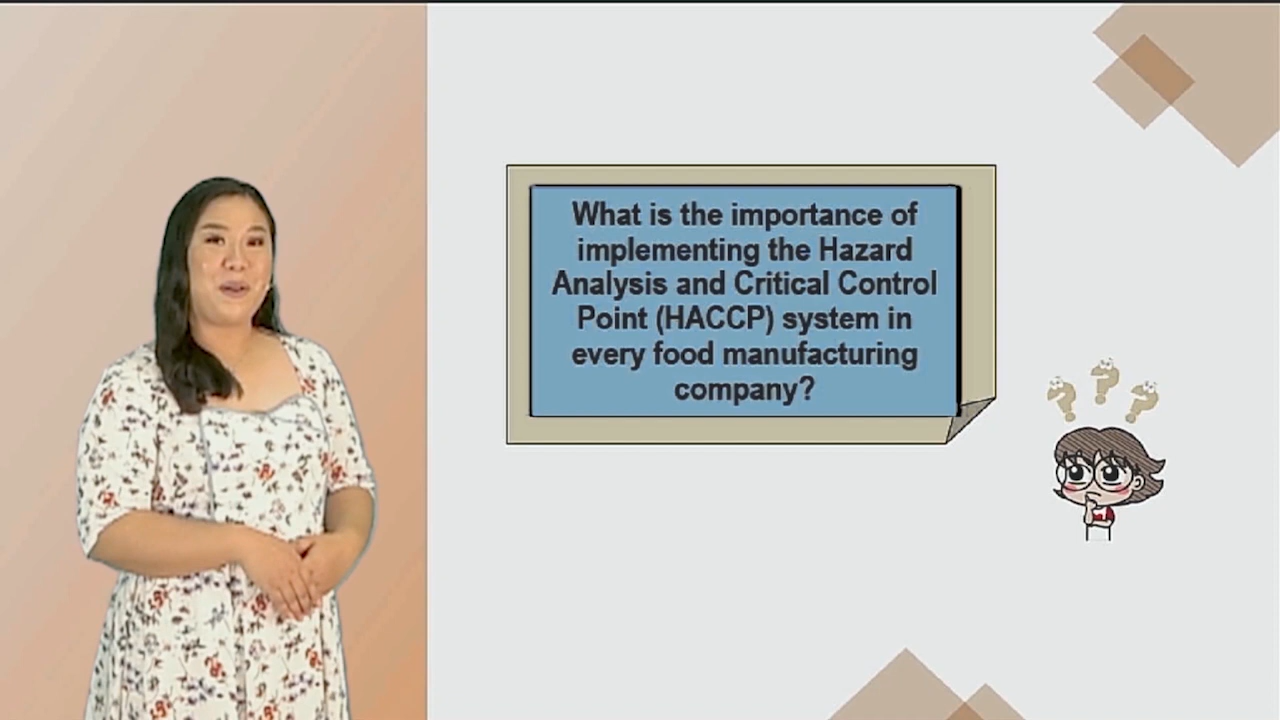 What is the importance of
implementing the Hazard
Analysis and Critical Control
Point (HACCP) system in
every food manufacturing
company?